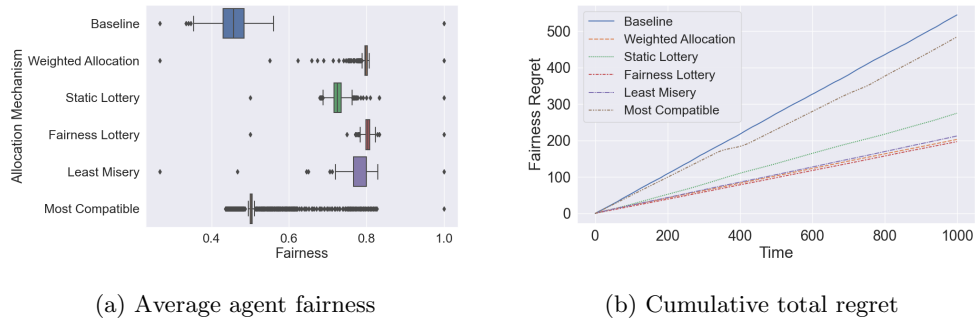 Allocation Mechanism
Baseline
Weighted Allocation
Static Lottery
Fairness Lottery
Least Misery
Most Compatible
0.4 0.6 0.8 1.0
Fairness
(a) Average agent fairness
Fairness Regret
500
400
300
200
100
0
Baseline
Weighted Allocation
Static Lottery
Fairness Lottery
Least Misery
Most Compatible
0 200 400 600 800 1000
Time
(b) Cumulative total regret